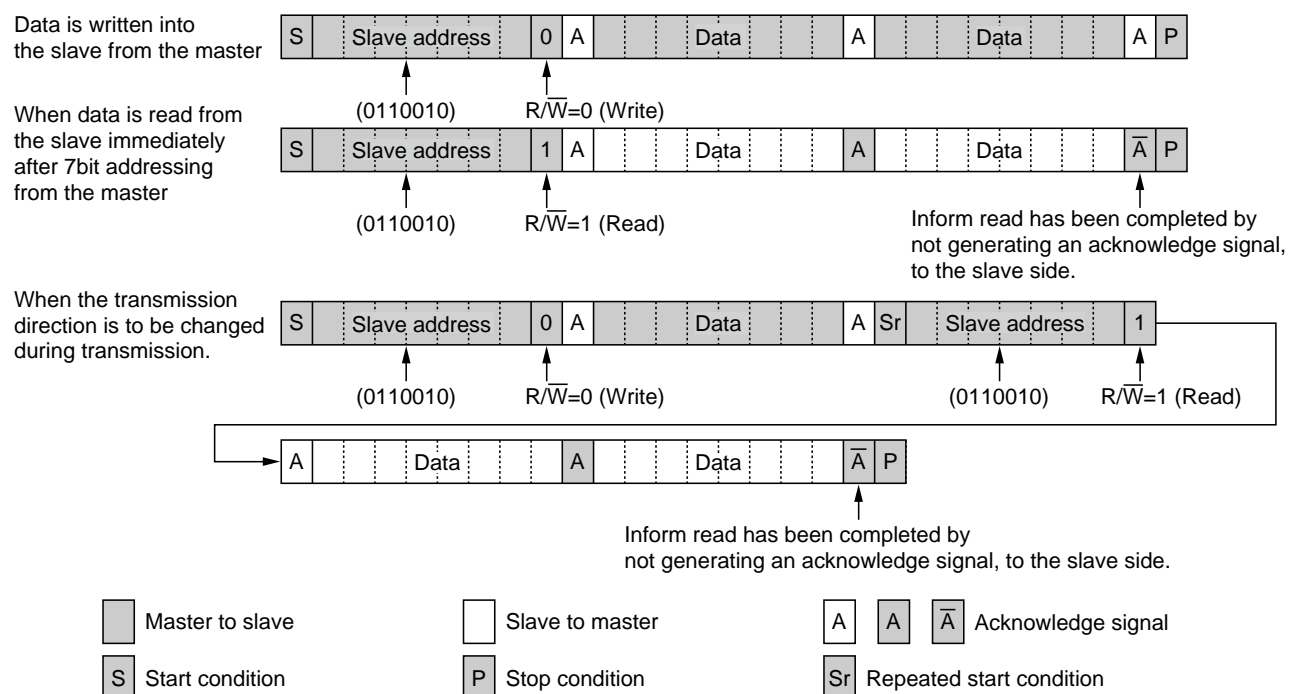 Data is written into
the slave from the master
S Slave address 0 A Data A Data A P
(0110010) R/W̅=0 (Write)
When data is read from
the slave immediately
after 7bit addressing
from the master
S Slave address 1 A Data A Data A̅ P
(0110010) R/W̅=1 (Read)
Inform read has been completed by
not generating an acknowledge signal,
to the slave side.
When the transmission
direction is to be changed
during transmission.
S Slave address 0 A Data A Sr Slave address 1
(0110010) R/W̅=0 (Write) (0110010) R/W̅=1 (Read)
A Data A Data A̅ P
Inform read has been completed by
not generating an acknowledge signal, to the slave side.
Master to slave Slave to master A A A̅ Acknowledge signal
S Start condition P Stop condition Sr Repeated start condition